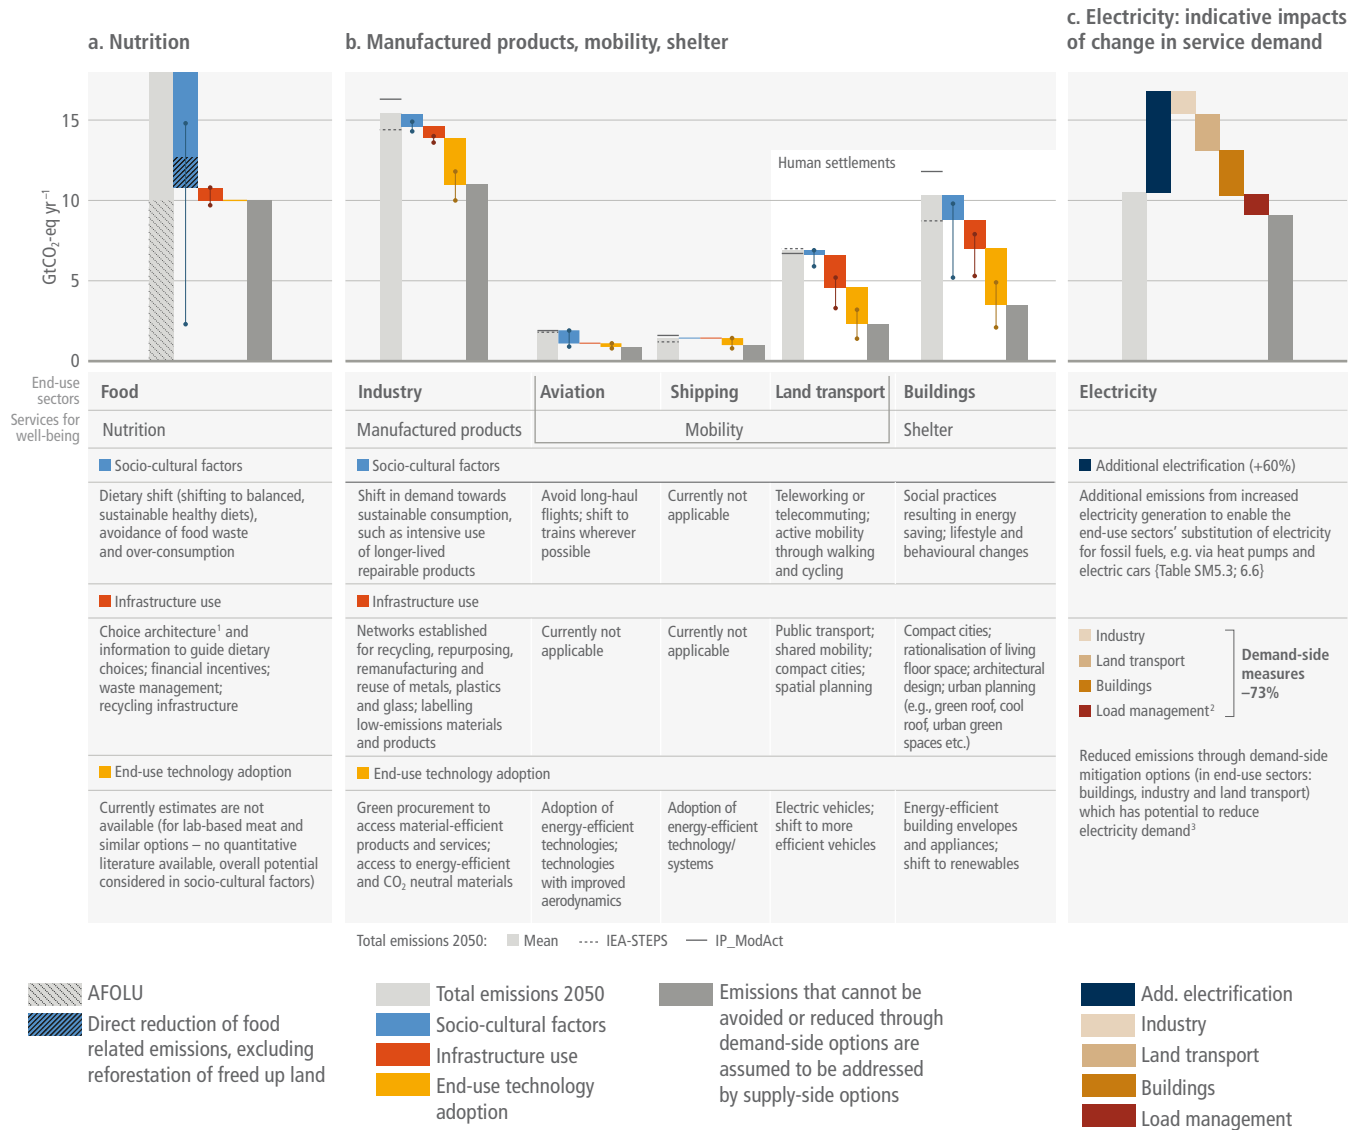 a. Nutrition
b. Manufactured products, mobility, shelter
c. Electricity: indicative impacts
of change in service demand
GtCO₂-eq yr⁻¹
15
10
5
0
Human settlements
End-use
sectors
Food
Industry
Aviation
Shipping
Land transport
Buildings
Electricity
Services for
well-being
Nutrition
Manufactured products
Mobility
Shelter
Socio-cultural factors
Socio-cultural factors
Additional electrification (+60%)
Dietary shift (shifting to balanced,
sustainable healthy diets),
avoidance of food waste
and over-consumption
Shift in demand towards
sustainable consumption,
such as intensive use
of longer-lived
repairable products
Avoid long-haul
flights; shift to
trains wherever
possible
Currently not
applicable
Teleworking or
telecommuting;
active mobility
through walking
and cycling
Social practices
resulting in energy
saving; lifestyle and
behavioural changes
Additional emissions from increased
electricity generation to enable the
end-use sectors’ substitution of electricity
for fossil fuels, e.g. via heat pumps and
electric cars {Table SM5.3; 6.6}
Infrastructure use
Infrastructure use
Choice architecture¹ and
information to guide dietary
choices; financial incentives;
waste management;
recycling infrastructure
Networks established
for recycling, repurposing,
remanufacturing and
reuse of metals, plastics
and glass; labelling
low-emissions materials
and products
Currently not
applicable
Currently not
applicable
Public transport;
shared mobility;
compact cities;
spatial planning
Compact cities;
rationalisation of living
floor space; architectural
design; urban planning
(e.g., green roof, cool
roof, urban green
spaces etc.)
Industry
Land transport
Buildings
Load management²
Demand-side
measures
–73%
Reduced emissions through demand-side
mitigation options (in end-use sectors:
buildings, industry and land transport)
which has potential to reduce
electricity demand³
End-use technology adoption
End-use technology adoption
Currently estimates are not
available (for lab-based meat and
similar options – no quantitative
literature available, overall potential
considered in socio-cultural factors)
Green procurement to
access material-efficient
products and services;
access to energy-efficient
and CO₂ neutral materials
Adoption of
energy-efficient
technologies;
technologies
with improved
aerodynamics
Adoption of
energy-efficient
technology/
systems
Electric vehicles;
shift to more
efficient vehicles
Energy-efficient
building envelopes
and appliances;
shift to renewables
Total emissions 2050:
Mean
IEA-STEPS
IP_ModAct
AFOLU
Direct reduction of food
related emissions, excluding
reforestation of freed up land
Total emissions 2050
Socio-cultural factors
Infrastructure use
End-use technology
adoption
Emissions that cannot be
avoided or reduced through
demand-side options are
assumed to be addressed
by supply-side options
Add. electrification
Industry
Land transport
Buildings
Load management